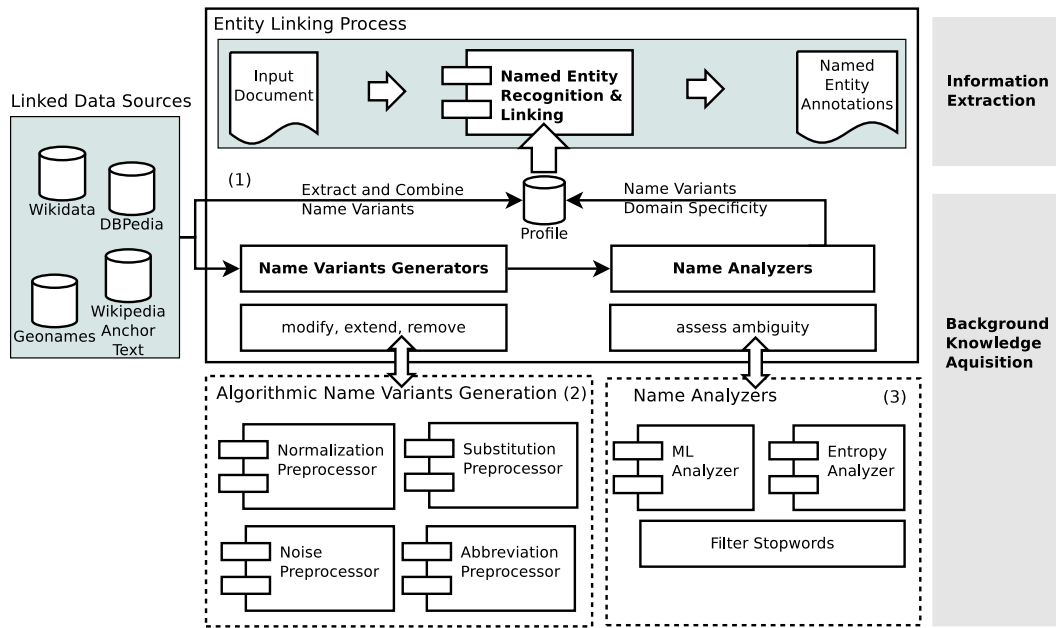 Entity Linking Process
Input
Document
Named Entity
Recognition &
Linking
Named
Entity
Annotations
Information
Extraction
Linked Data Sources
Wikidata
DBPedia
Geonames
Wikipedia
Anchor
Text
(1)
Extract and Combine
Name Variants
Profile
Name Variants
Domain Specificity
Name Variants Generators
Name Analyzers
modify, extend, remove
assess ambiguity
Background
Knowledge
Aquisition
Algorithmic Name Variants Generation (2)
Normalization
Preprocessor
Substitution
Preprocessor
Noise
Preprocessor
Abbreviation
Preprocessor
Name Analyzers
(3)
ML
Analyzer
Entropy
Analyzer
Filter Stopwords